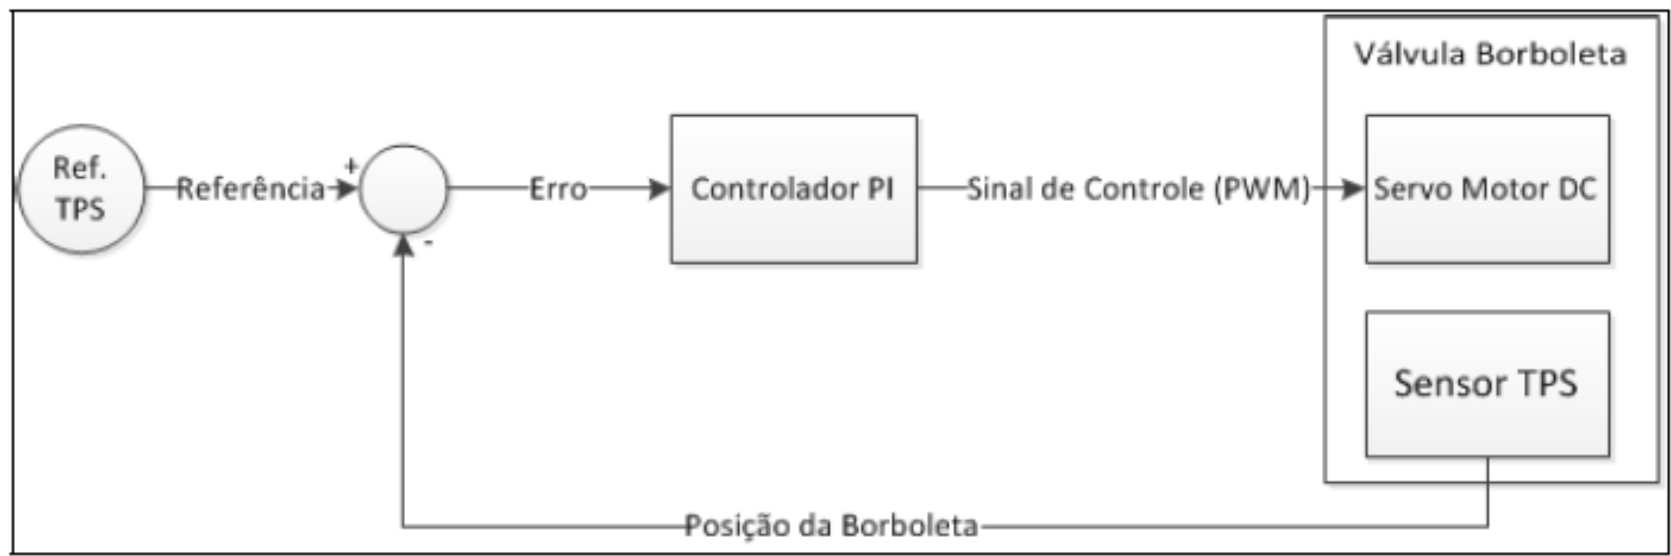 Válvula Borboleta
Ref.
TPS
Referência
+
-
Erro
Controlador PI
Sinal de Controle (PWM)
Servo Motor DC
Sensor TPS
Posição da Borboleta